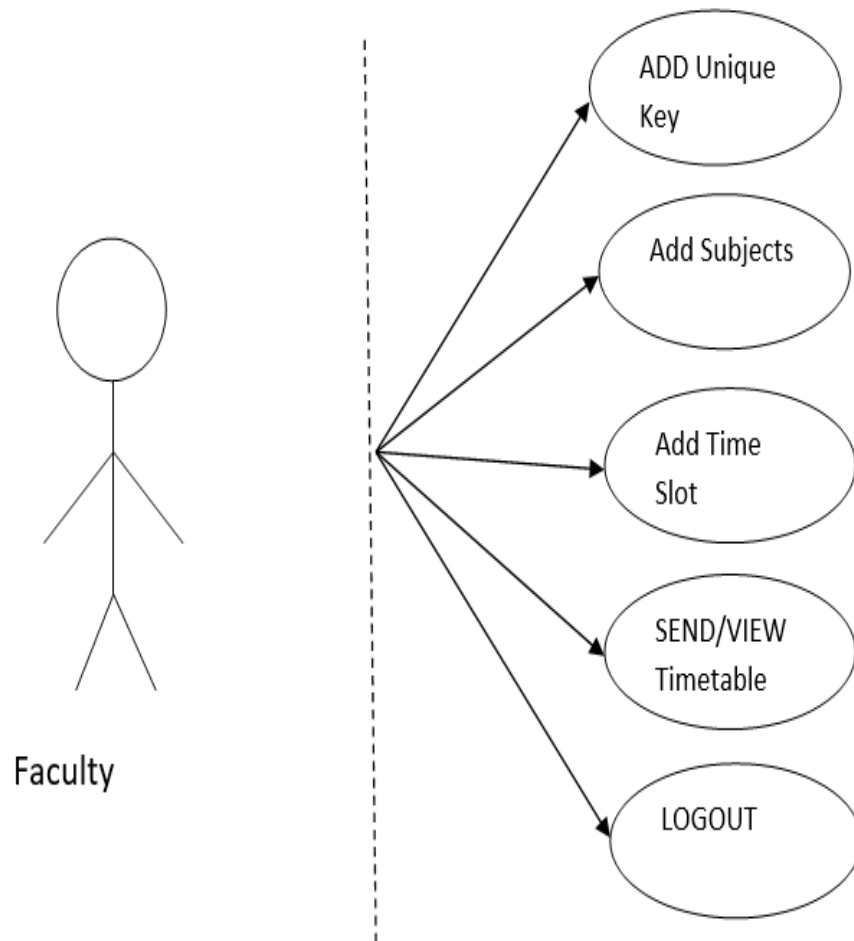 ADD Unique
Key
Add Subjects
Add Time
Slot
SEND/VIEW
Timetable
Faculty
LOGOUT